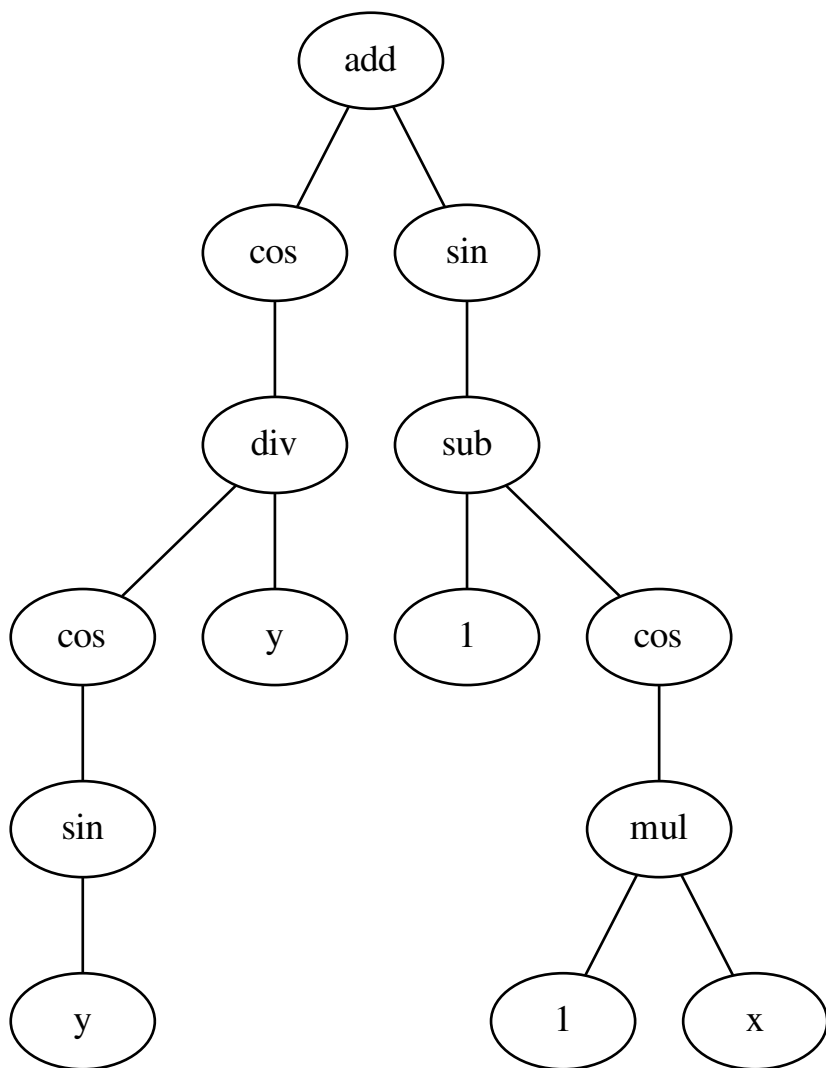 add
cos sin
div sub
cos y 1 cos
sin mul
y 1 x